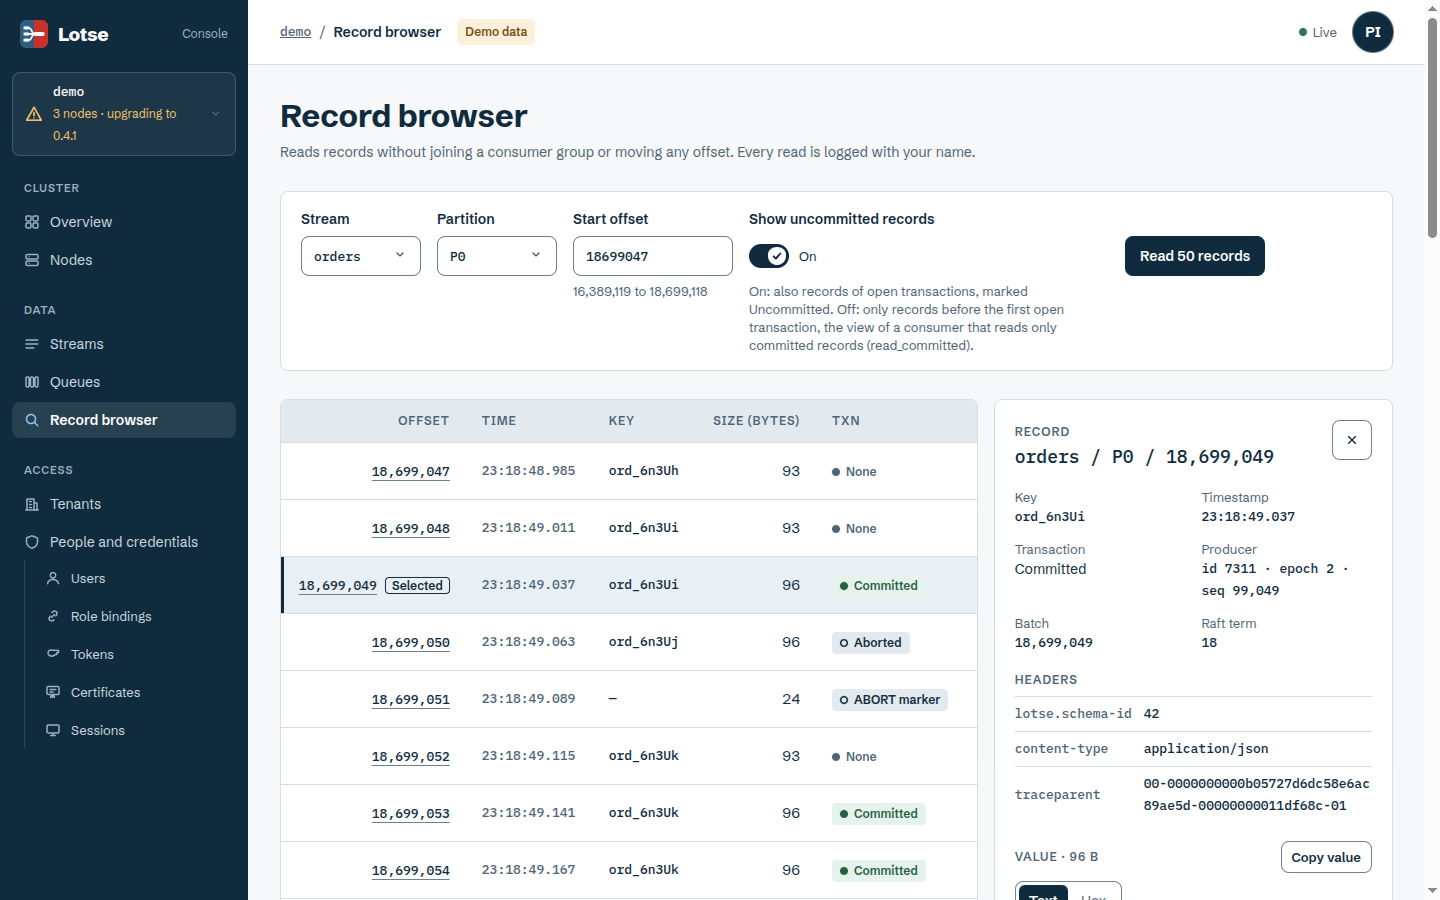 Lotse
Console
demo
3 nodes · upgrading to
0.4.1
CLUSTER
Overview
Nodes
DATA
Streams
Queues
Record browser
ACCESS
Tenants
People and credentials
Users
Role bindings
Tokens
Certificates
Sessions
demo / Record browser
Demo data
Live
PI
Record browser
Reads records without joining a consumer group or moving any offset. Every read is logged with your name.
Stream
orders
Partition
P0
Start offset
18699047
16,389,119 to 18,699,118
Show uncommitted records
On
On: also records of open transactions, marked
Uncommitted. Off: only records before the first open
transaction, the view of a consumer that reads only
committed records (read_committed).
Read 50 records
OFFSET TIME KEY SIZE (BYTES) TXN
18,699,047 23:18:48.985 ord_6n3Uh 93 None
18,699,048 23:18:49.011 ord_6n3Ui 93 None
18,699,049 Selected 23:18:49.037 ord_6n3Ui 96 Committed
18,699,050 23:18:49.063 ord_6n3Uj 96 Aborted
18,699,051 23:18:49.089 – 24 ABORT marker
18,699,052 23:18:49.115 ord_6n3Uk 93 None
18,699,053 23:18:49.141 ord_6n3Uk 96 Committed
18,699,054 23:18:49.167 ord_6n3Uk 96 Committed
RECORD
orders / P0 / 18,699,049
Key
ord_6n3Ui
Timestamp
23:18:49.037
Transaction
Committed
Producer
id 7311 · epoch 2 ·
seq 99,049
Batch
18,699,049
Raft term
18
HEADERS
lotse.schema-id 42
content-type application/json
traceparent
00-0000000000b05727d6dc58e6ac
89ae5d-00000000011df68c-01
VALUE · 96 B
Copy value
Text
Hex